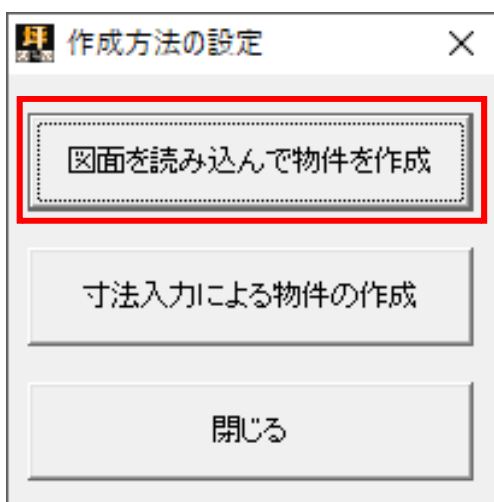 坪
作成方法の設定
図面を読み込んで物件を作成
寸法入力による物件の作成
閉じる